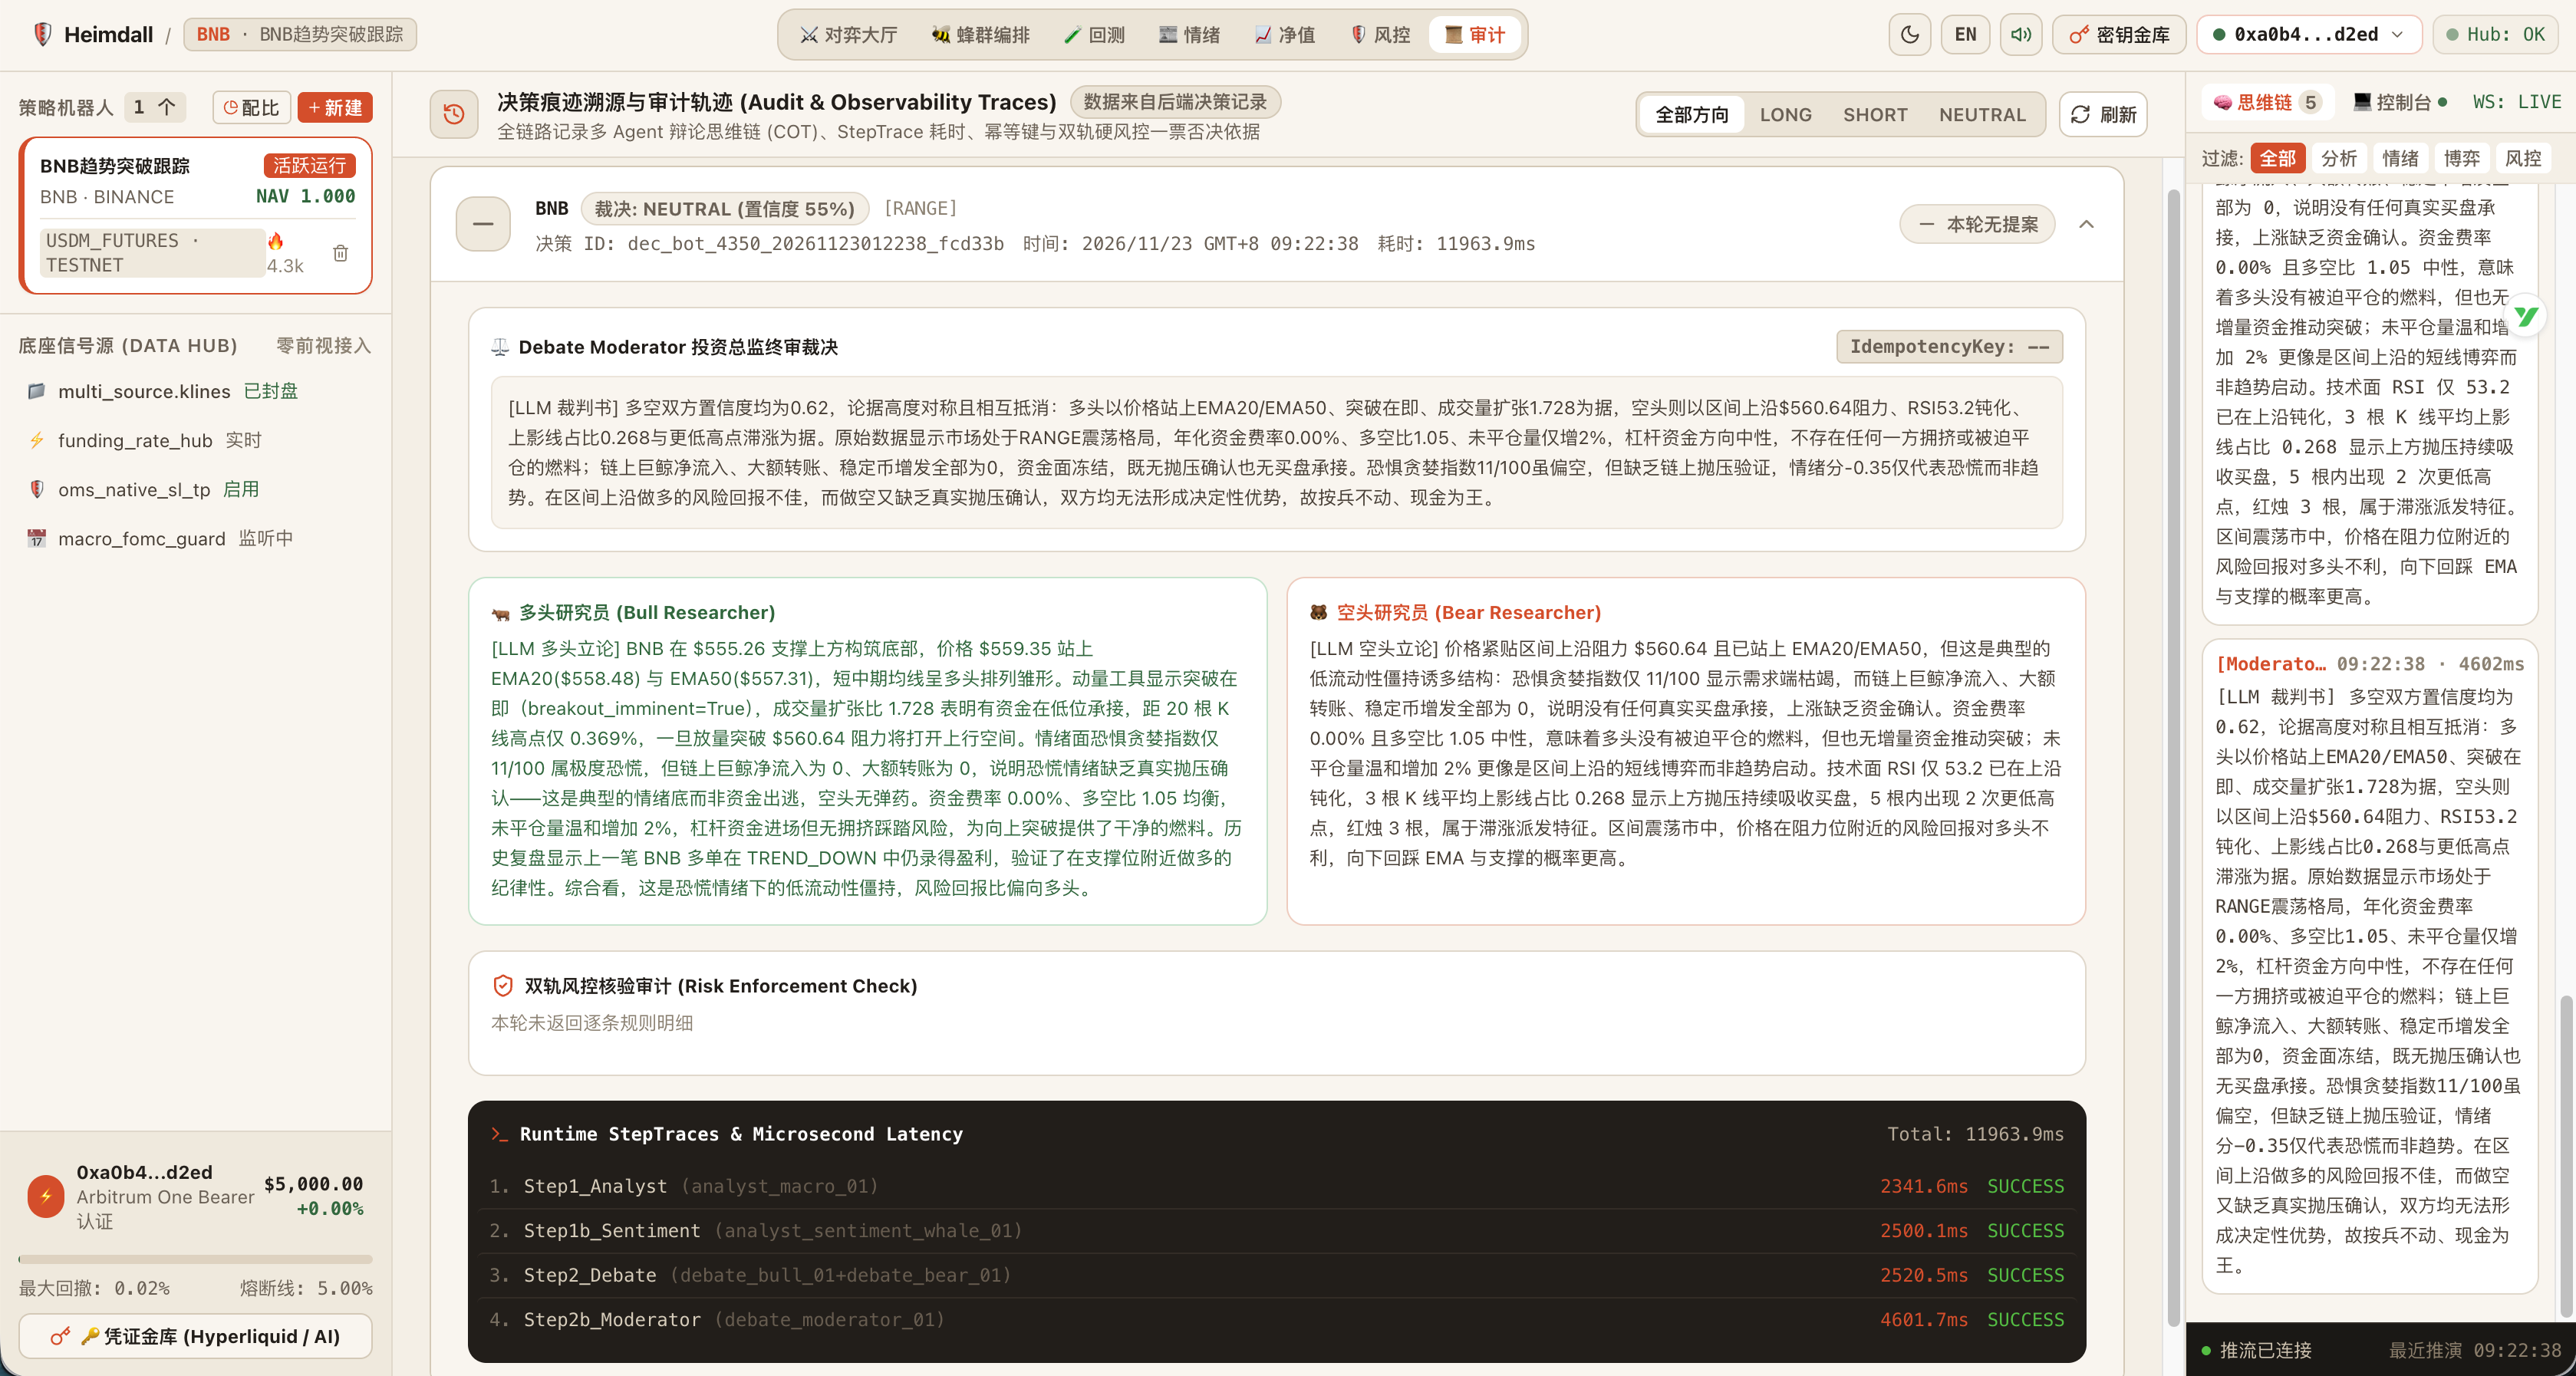 Heimdall / BNB · BNB趋势突破跟踪
对弈大厅 蜂群编排 回测 情绪 净值 风控 审计
EN 密钥金库 0xa0b4...d2ed Hub: OK
策略机器人 1 个 配比 +新建
BNB趋势突破跟踪 活跃运行
BNB · BINANCE NAV 1.000
USDM_FUTURES ·
TESTNET
4.3k
底座信号源 (DATA HUB) 零前视接入
multi_source.klines 已封盘
funding_rate_hub 实时
oms_native_sl_tp 启用
macro_fomc_guard 监听中
0xa0b4...d2ed
Arbitrum One Bearer
认证
$5,000.00
+0.00%
最大回撤: 0.02% 熔断线: 5.00%
凭证金库 (Hyperliquid / AI)
决策痕迹溯源与审计轨迹 (Audit & Observability Traces) 数据来自后端决策记录
全链路记录多 Agent 辩论思维链 (COT)、StepTrace 耗时、幂等键与双轨硬风控一票否决依据
全部方向 LONG SHORT NEUTRAL 刷新
BNB 裁决: NEUTRAL (置信度 55%) [RANGE]
决策 ID: dec_bot_4350_20261123012238_fcd33b 时间: 2026/11/23 GMT+8 09:22:38 耗时: 11963.9ms
— 本轮无提案
Debate Moderator 投资总监终审裁决 IdempotencyKey: --
[LLM 裁判书] 多空双方置信度均为0.62，论据高度对称且相互抵消：多头以价格站上EMA20/EMA50、突破在即、成交量扩张1.728为据，空头则以区间上沿$560.64阻力、RSI53.2钝化、
上影线占比0.268与更低高点滞涨为据。原始数据显示市场处于RANGE震荡格局，年化资金费率0.00%、多空比1.05、未平仓量仅增2%，杠杆资金方向中性，不存在任何一方拥挤或被迫平
仓的燃料；链上巨鲸净流入、大额转账、稳定币增发全部为0，资金面冻结，既无抛压确认也无买盘承接。恐惧贪婪指数11/100虽偏空，但缺乏链上抛压验证，情绪分-0.35仅代表恐慌而非趋
势。在区间上沿做多的风险回报不佳，而做空又缺乏真实抛压确认，双方均无法形成决定性优势，故按兵不动、现金为王。
多头研究员 (Bull Researcher)
[LLM 多头立论] BNB 在 $555.26 支撑上方构筑底部，价格 $559.35 站上
EMA20($558.48) 与 EMA50($557.31)，短中期均线呈多头排列雏形。动量工具显示突破在
即（breakout_imminent=True），成交量扩张比 1.728 表明有资金在低位承接，距 20 根 K
线高点仅 0.369%，一旦放量突破 $560.64 阻力将打开上行空间。情绪面恐惧贪婪指数仅
11/100 属极度恐慌，但链上巨鲸净流入为 0、大额转账为 0，说明恐慌情绪缺乏真实抛压确
认——这是典型的情绪底而非资金出逃，空头无弹药。资金费率 0.00%、多空比 1.05 均衡，
未平仓量温和增加 2%，杠杆资金进场但无拥挤踩踏风险，为向上突破提供了干净的燃料。历
史复盘显示上一笔 BNB 多单在 TREND_DOWN 中仍录得盈利，验证了在支撑位附近做多的
纪律性。综合看，这是恐慌情绪下的低流动性僵持，风险回报比偏向多头。
空头研究员 (Bear Researcher)
[LLM 空头立论] 价格紧贴区间上沿阻力 $560.64 且已站上 EMA20/EMA50，但这是典型的
低流动性僵持诱多结构：恐惧贪婪指数仅 11/100 显示需求端枯竭，而链上巨鲸净流入、大额
转账、稳定币增发全部为 0，说明没有任何真实买盘承接，上涨缺乏资金确认。资金费率
0.00% 且多空比 1.05 中性，意味着多头没有被迫平仓的燃料，但也无增量资金推动突破；未
平仓量温和增加 2% 更像是区间上沿的短线博弈而非趋势启动。技术面 RSI 仅 53.2 已在上沿
钝化，3 根 K 线平均上影线占比 0.268 显示上方抛压持续吸收买盘，5 根内出现 2 次更低高
点，红烛 3 根，属于滞涨派发特征。区间震荡市中，价格在阻力位附近的风险回报对多头不
利，向下回踩 EMA 与支撑的概率更高。
双轨风控核验审计 (Risk Enforcement Check)
本轮未返回逐条规则明细
Runtime StepTraces & Microsecond Latency Total: 11963.9ms
1. Step1_Analyst (analyst_macro_01) 2341.6ms SUCCESS
2. Step1b_Sentiment (analyst_sentiment_whale_01) 2500.1ms SUCCESS
3. Step2_Debate (debate_bull_01+debate_bear_01) 2520.5ms SUCCESS
4. Step2b_Moderator (debate_moderator_01) 4601.7ms SUCCESS
思维链 5 控制台 WS: LIVE
过滤: 全部 分析 情绪 博弈 风控
部为 0，说明没有任何真实买盘承
接，上涨缺乏资金确认。资金费率
0.00% 且多空比 1.05 中性，意味
着多头没有被迫平仓的燃料，但也无
增量资金推动突破；未平仓量温和增
加 2% 更像是区间上沿的短线博弈而
非趋势启动。技术面 RSI 仅 53.2
已在上沿钝化，3 根 K 线平均上影
线占比 0.268 显示上方抛压持续吸
收买盘，5 根内出现 2 次更低高
点，红烛 3 根，属于滞涨派发特征。
区间震荡市中，价格在阻力位附近的
风险回报对多头不利，向下回踩 EMA
与支撑的概率更高。
[Moderato… 09:22:38 · 4602ms
[LLM 裁判书] 多空双方置信度均为
0.62，论据高度对称且相互抵消：多
头以价格站上EMA20/EMA50、突破在
即、成交量扩张1.728为据，空头则
以区间上沿$560.64阻力、RSI53.2
钝化、上影线占比0.268与更低高点
滞涨为据。原始数据显示市场处于
RANGE震荡格局，年化资金费率
0.00%、多空比1.05、未平仓量仅增
2%，杠杆资金方向中性，不存在任何
一方拥挤或被迫平仓的燃料；链上巨
鲸净流入、大额转账、稳定币增发全
部为0，资金面冻结，既无抛压确认也
无买盘承接。恐惧贪婪指数11/100虽
偏空，但缺乏链上抛压验证，情绪
分-0.35仅代表恐慌而非趋势。在区
间上沿做多的风险回报不佳，而做空
又缺乏真实抛压确认，双方均无法形
成决定性优势，故按兵不动、现金为
王。
推流已连接 最近推演 09:22:38